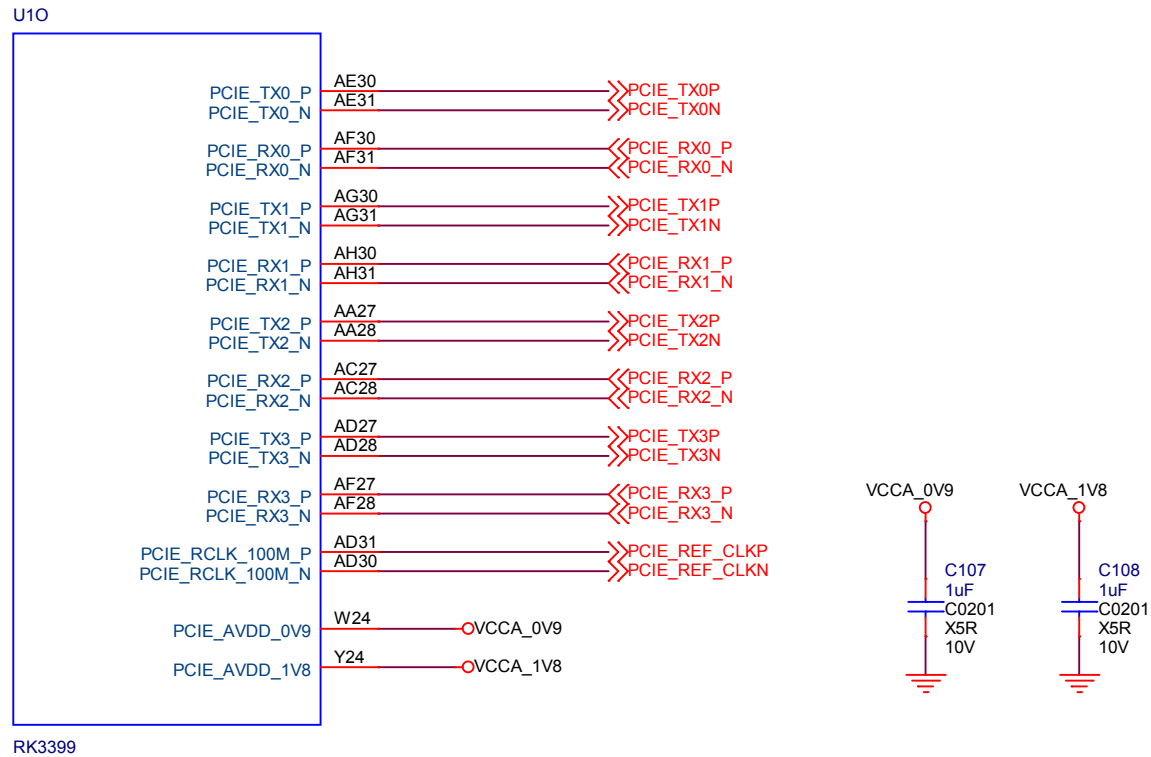 U1O
PCIE_TX0_P AE30 PCIE_TX0P
PCIE_TX0_N AE31 PCIE_TX0N
PCIE_RX0_P AF30 PCIE_RX0_P
PCIE_RX0_N AF31 PCIE_RX0_N
PCIE_TX1_P AG30 PCIE_TX1P
PCIE_TX1_N AG31 PCIE_TX1N
PCIE_RX1_P AH30 PCIE_RX1_P
PCIE_RX1_N AH31 PCIE_RX1_N
PCIE_TX2_P AA27 PCIE_TX2P
PCIE_TX2_N AA28 PCIE_TX2N
PCIE_RX2_P AC27 PCIE_RX2_P
PCIE_RX2_N AC28 PCIE_RX2_N
PCIE_TX3_P AD27 PCIE_TX3P
PCIE_TX3_N AD28 PCIE_TX3N
PCIE_RX3_P AF27 PCIE_RX3_P
PCIE_RX3_N AF28 PCIE_RX3_N
PCIE_RCLK_100M_P AD31 PCIE_REF_CLKP
PCIE_RCLK_100M_N AD30 PCIE_REF_CLKN
PCIE_AVDD_0V9 W24 VCCA_0V9
PCIE_AVDD_1V8 Y24 VCCA_1V8
RK3399
VCCA_0V9
C107
1uF
C0201
X5R
10V
VCCA_1V8
C108
1uF
C0201
X5R
10V